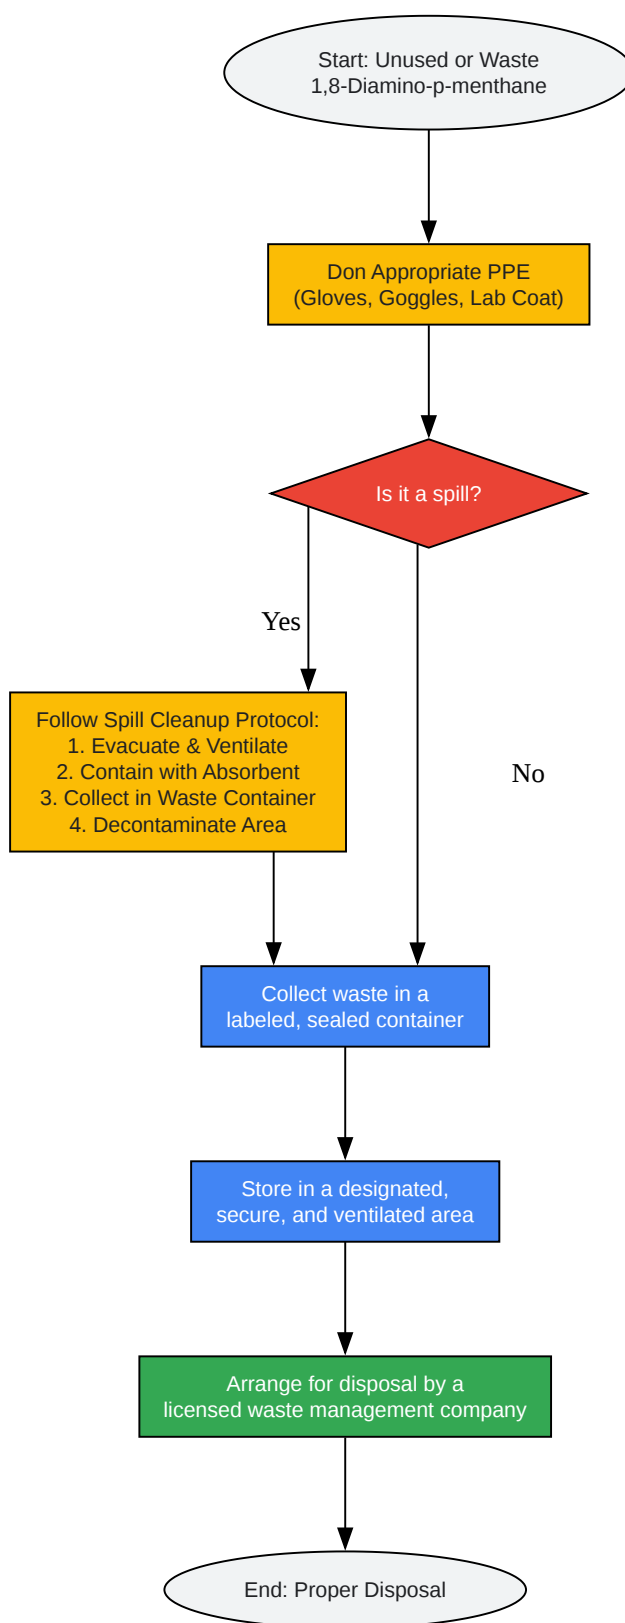 Start: Unused or Waste
1,8-Diamino-p-menthane
Don Appropriate PPE
(Gloves, Goggles, Lab Coat)
Is it a spill?
Yes
Follow Spill Cleanup Protocol:
1. Evacuate & Ventilate
2. Contain with Absorbent
3. Collect in Waste Container
4. Decontaminate Area
No
Collect waste in a
labeled, sealed container
Store in a designated,
secure, and ventilated area
Arrange for disposal by a
licensed waste management company
End: Proper Disposal